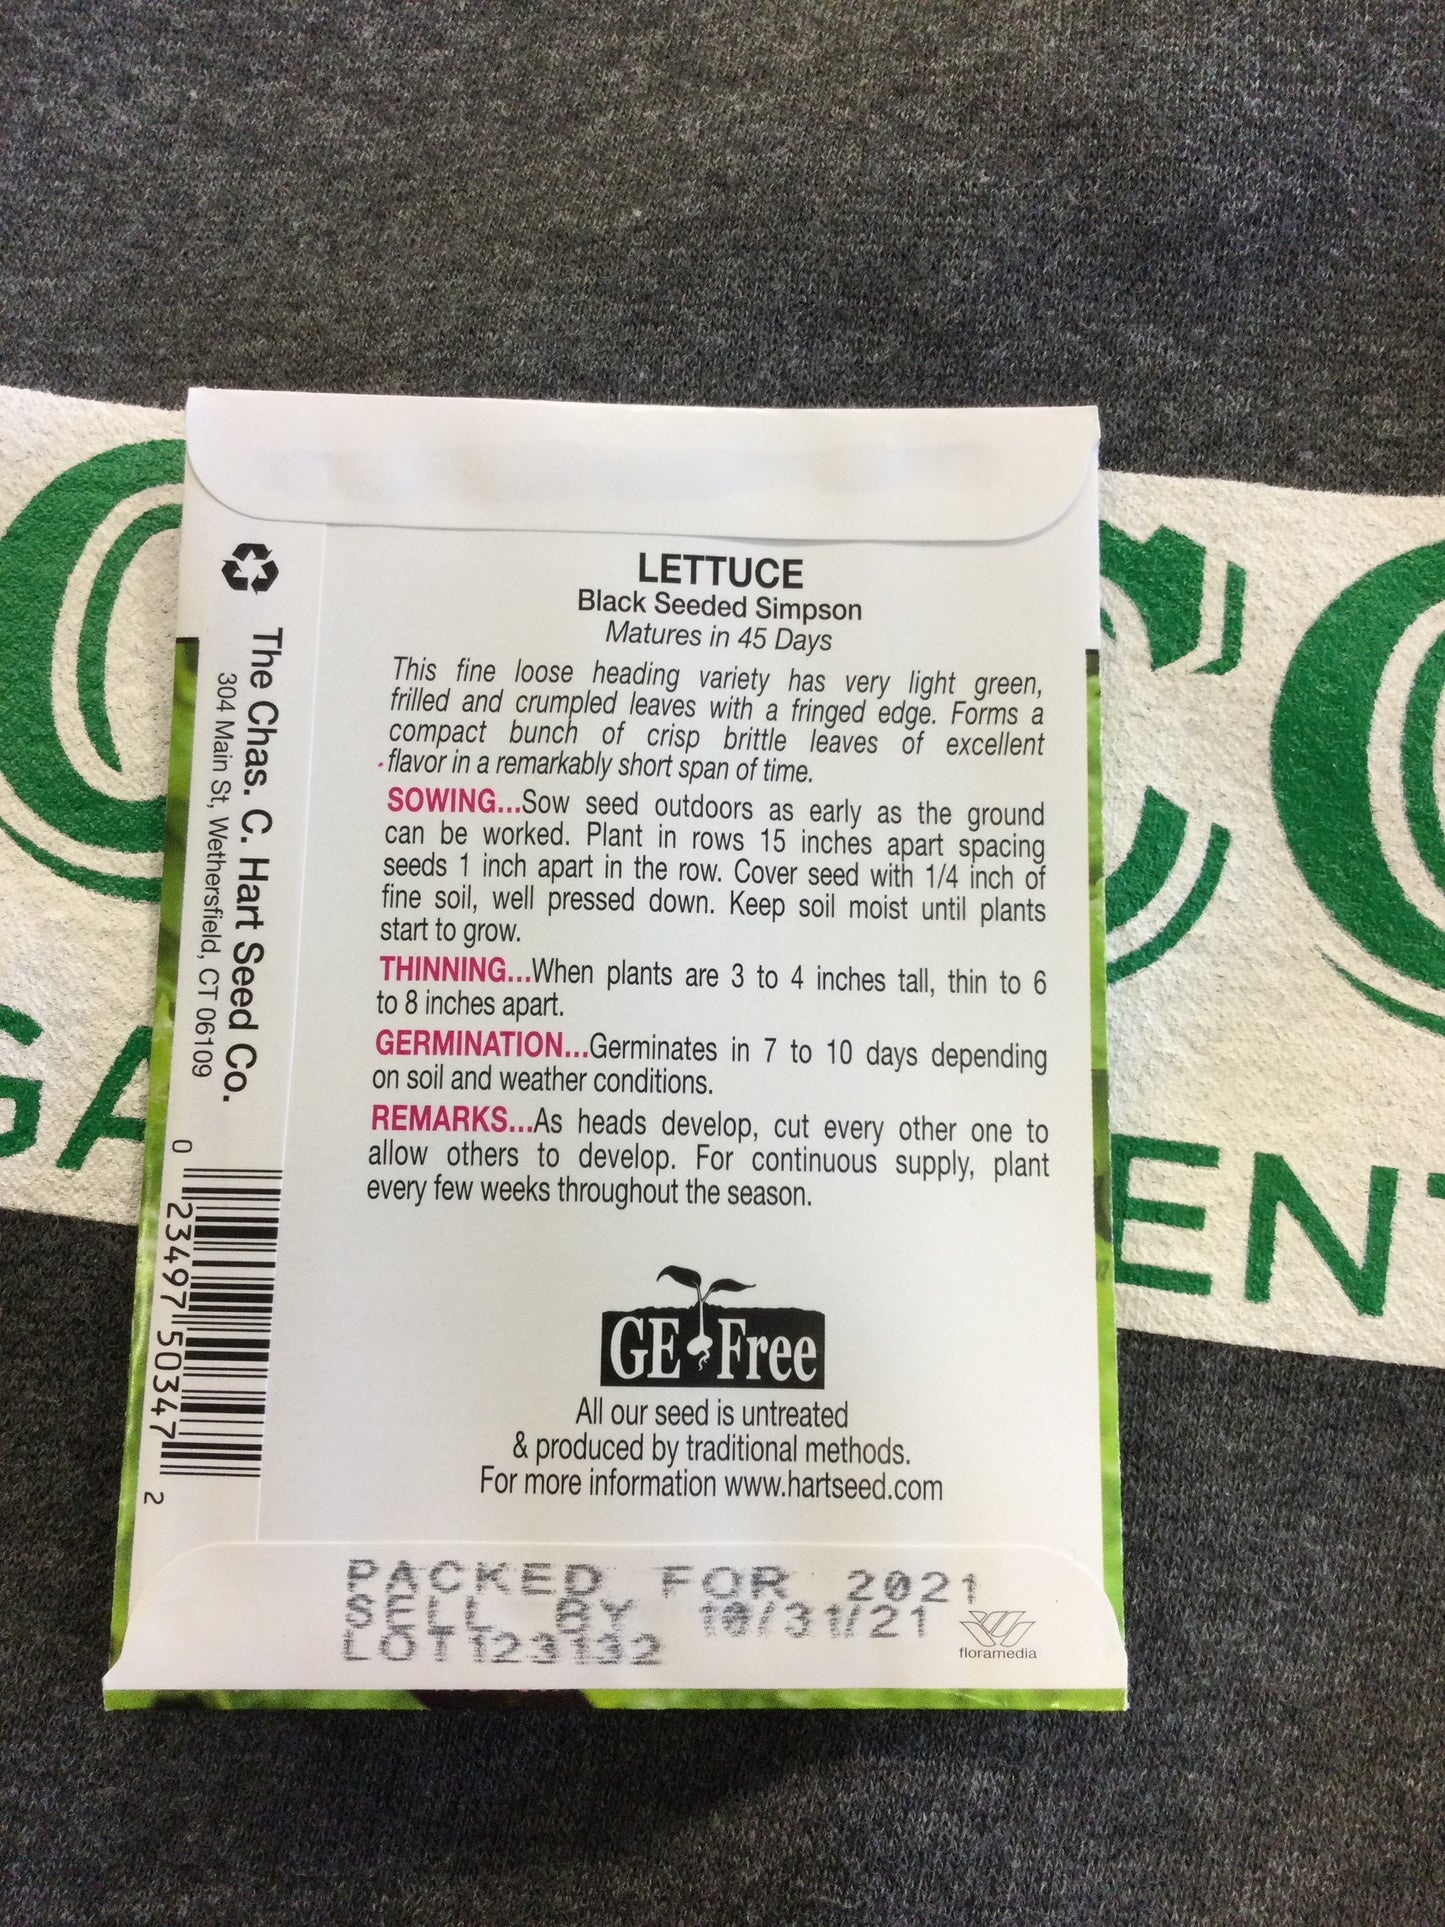 LETTUCE
Black Seeded Simpson
Matures in 45 Days
This fine loose heading variety has very light green,
frilled and crumpled leaves with a fringed edge. Forms a
compact bunch of crisp brittle leaves of excellent
flavor in a remarkably short span of time.
SOWING...Sow seed outdoors as early as the ground
can be worked. Plant in rows 15 inches apart spacing
seeds 1 inch apart in the row. Cover seed with 1/4 inch of
fine soil, well pressed down. Keep soil moist until plants
start to grow.
THINNING...When plants are 3 to 4 inches tall, thin to 6
to 8 inches apart.
GERMINATION...Germinates in 7 to 10 days depending
on soil and weather conditions.
REMARKS...As heads develop, cut every other one to
allow others to develop. For continuous supply, plant
every few weeks throughout the season.
GE Free
All our seed is untreated
& produced by traditional methods.
For more information www.hartseed.com
PACKED FOR 2021
SELL BY 10/31/21
LOT123132
floramedia
The Chas. C. Hart Seed Co.
304 Main St, Wethersfield, CT 06109
0 23497 50347 2
GA
ENT